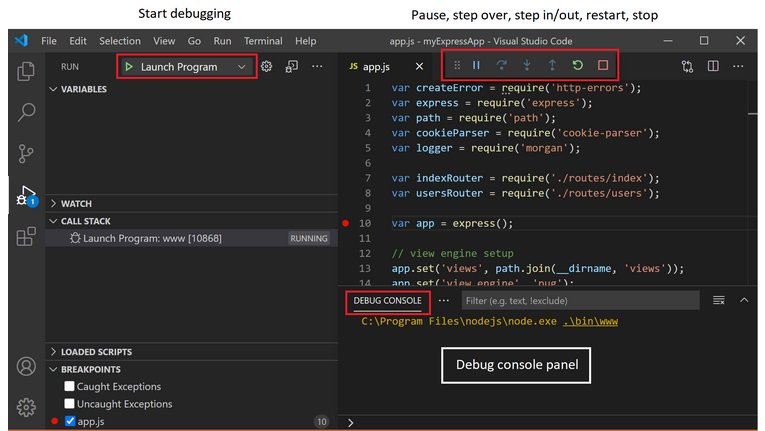 Start debugging
Pause, step over, step in/out, restart, stop
File Edit Selection View Go Run Terminal Help
app.js - myExpressApp - Visual Studio Code
RUN
Launch Program
JS app.js
VARIABLES
1 var createError = require('http-errors');
2 var express = require('express');
3 var path = require('path');
4 var cookieParser = require('cookie-parser');
5 var logger = require('morgan');
6
7 var indexRouter = require('./routes/index');
8 var usersRouter = require('./routes/users');
9
10 var app = express();
11
12 // view engine setup
13 app.set('views', path.join(__dirname, 'views'));
14 app.set('view engine', 'pug');
1
WATCH
CALL STACK
Launch Program: www [10868] RUNNING
LOADED SCRIPTS
BREAKPOINTS
Caught Exceptions
Uncaught Exceptions
app.js 10
DEBUG CONSOLE
Filter (e.g. text, !exclude)
C:\Program Files\nodejs\node.exe .\bin\www
Debug console panel